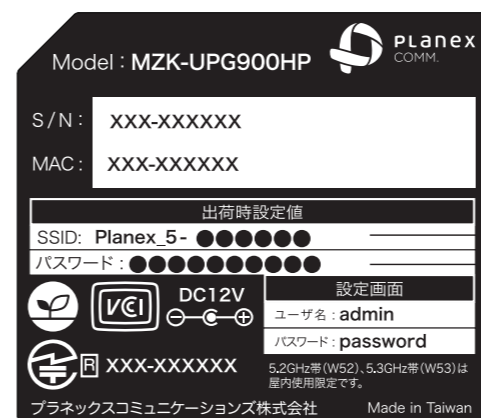 Model : MZK-UPG900HP
PLanex
COMM.
S/N : XXX-XXXXXX
MAC : XXX-XXXXXX
出荷時設定値
SSID: Planex_5- ●●●●●●
パスワード : ●●●●●●●●●●
VCI
DC12V
設定画面
ユーザ名 : admin
パスワード : password
R XXX-XXXXXX
5.2GHz帯(W52)、5.3GHz帯(W53)は
屋内使用限定です。
プラネックスコミュニケーションズ株式会社 Made in Taiwan